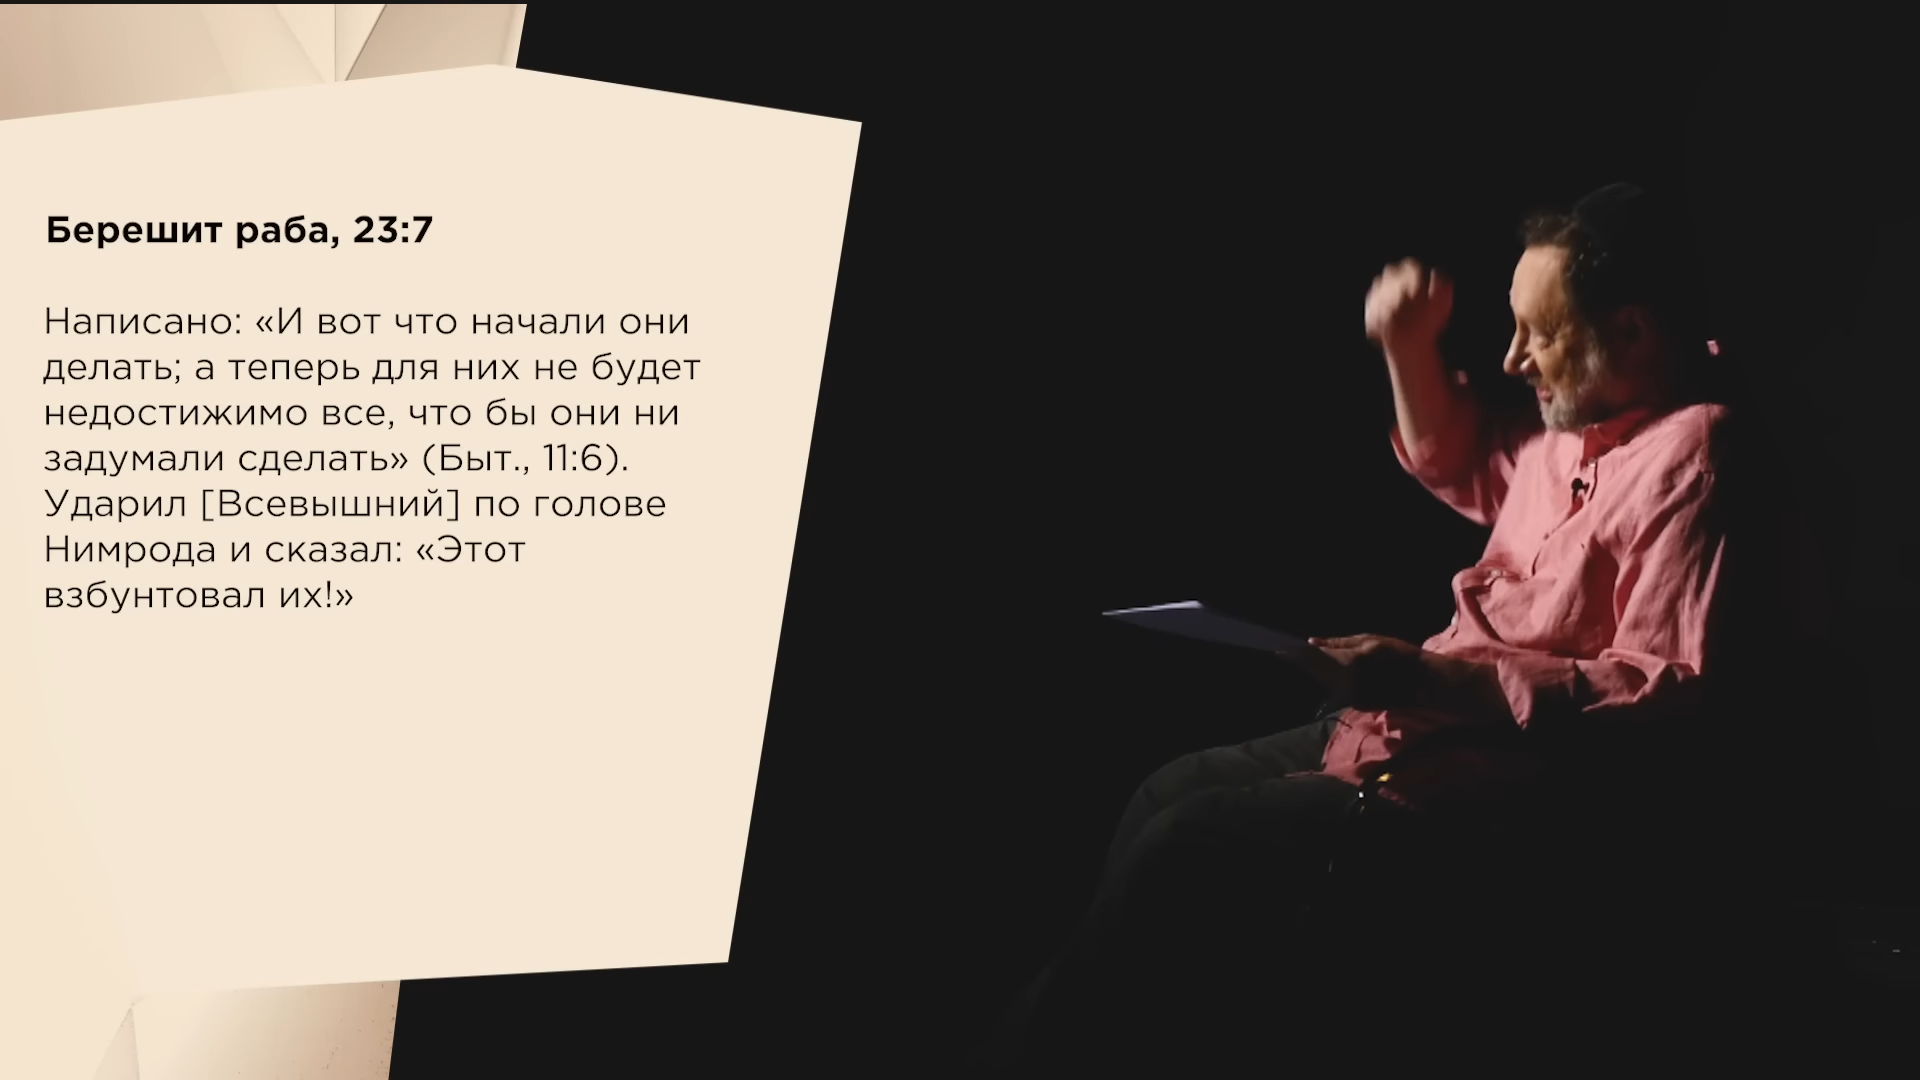 Берешит раба, 23:7
Написано: «И вот что начали они
делать; а теперь для них не будет
недостижимо все, что бы они ни
задумали сделать» (Быт., 11:6).
Ударил [Всевышний] по голове
Нимрода и сказал: «Этот
взбунтовал их!»